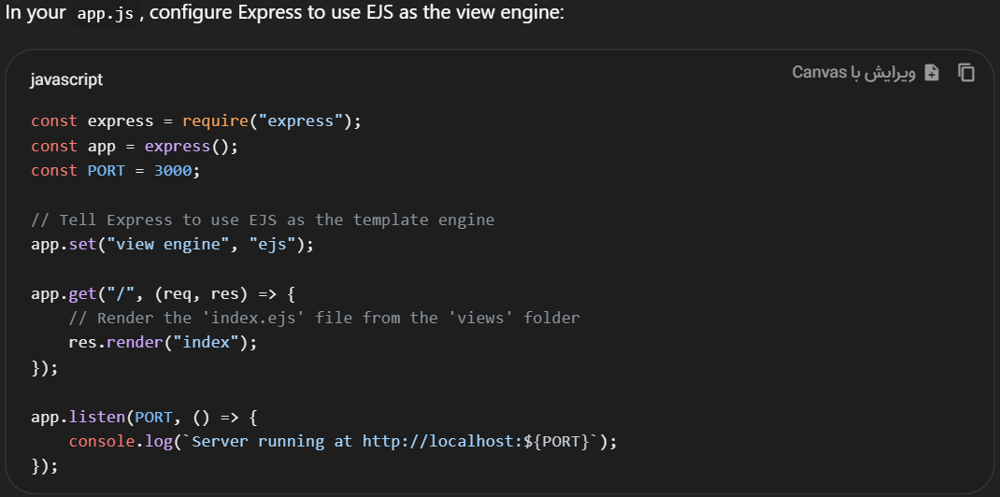 In your app.js, configure Express to use EJS as the view engine:
javascript
ویرایش با Canvas
const express = require("express");
const app = express();
const PORT = 3000;
// Tell Express to use EJS as the template engine
app.set("view engine", "ejs");
app.get("/", (req, res) => {
    // Render the 'index.ejs' file from the 'views' folder
    res.render("index");
});
app.listen(PORT, () => {
    console.log(`Server running at http://localhost:${PORT}`);
});